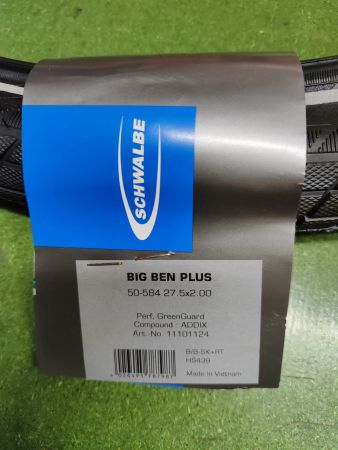 SCHWALBE
BIG BEN PLUS
50-584 27.5x2.00
Perf. GreenGuard
Compound : ADDIX
Art.-No. 11101124
B/B-SK+RT
HS439
Made in Vietnam